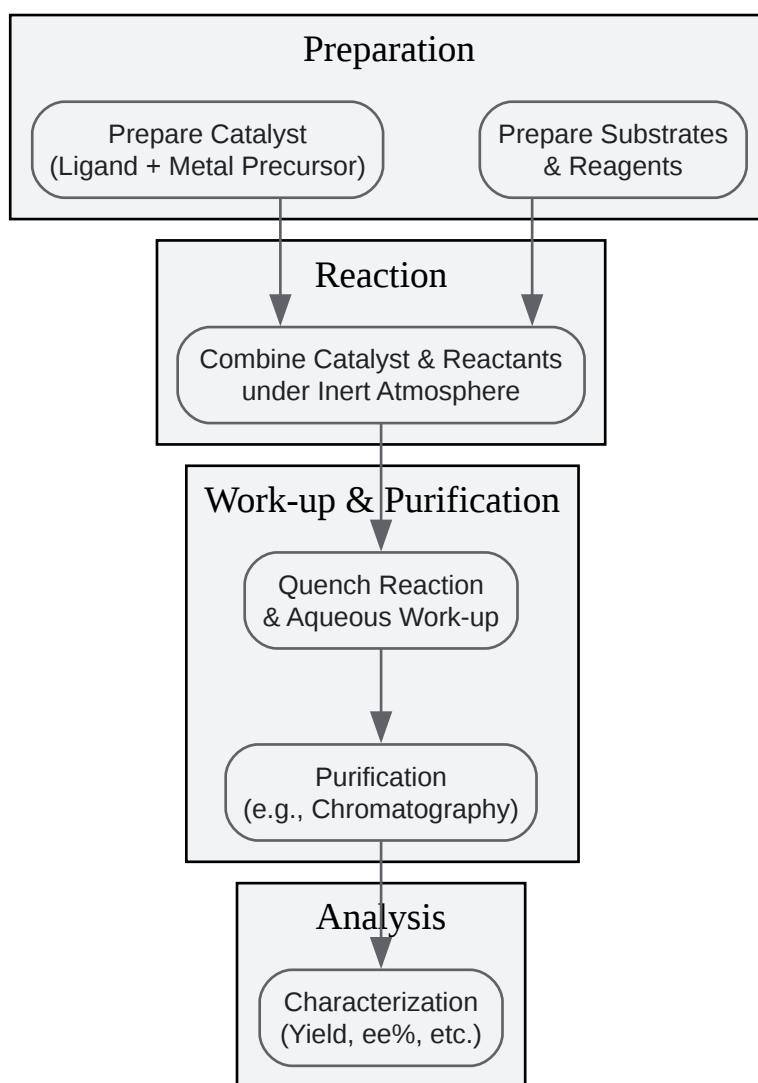 Preparation
Prepare Catalyst
(Ligand + Metal Precursor)
Prepare Substrates
& Reagents
Reaction
Combine Catalyst & Reactants
under Inert Atmosphere
Work-up & Purification
Quench Reaction
& Aqueous Work-up
Purification
(e.g., Chromatography)
Analysis
Characterization
(Yield, ee%, etc.)